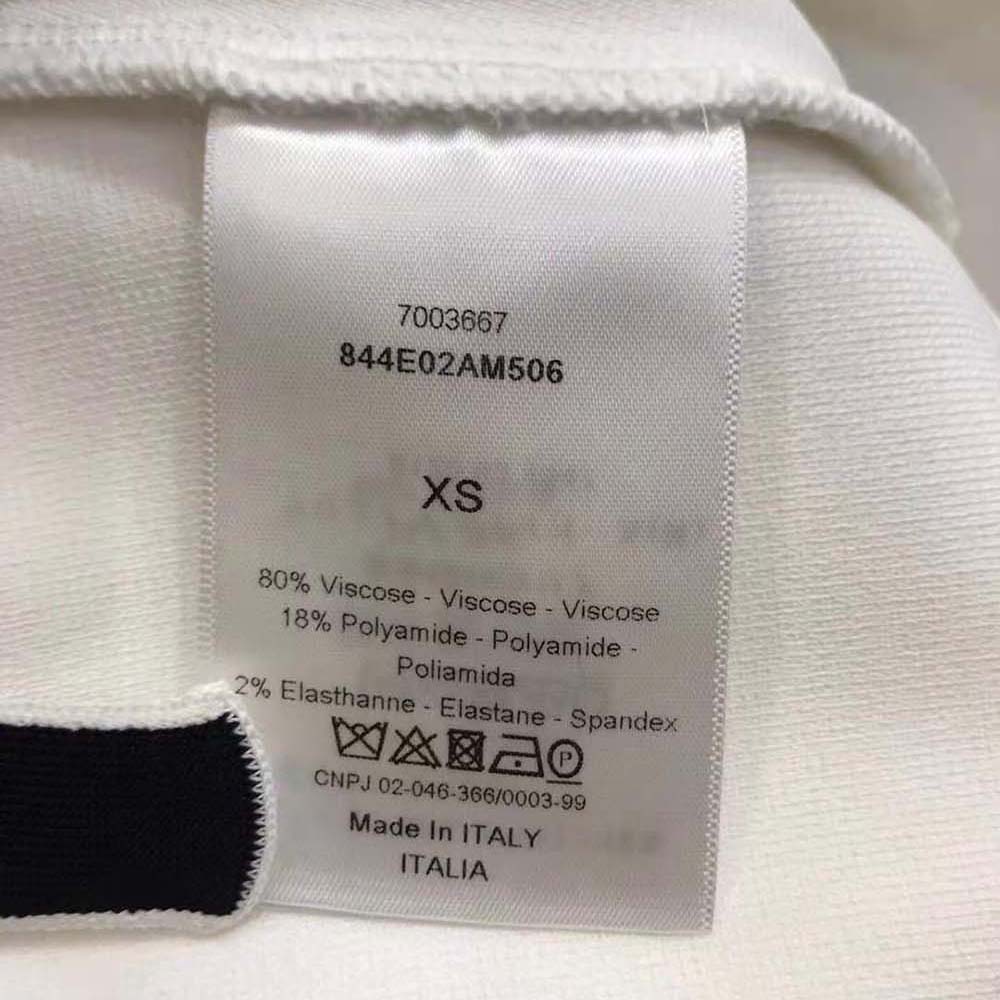 7003667
844E02AM506
XS
80% Viscose - Viscose - Viscose
18% Polyamide - Polyamide -
Poliamida
2% Elasthanne - Elastane - Spandex
P
CNPJ 02-046-366/0003-99
Made In ITALY
ITALIA